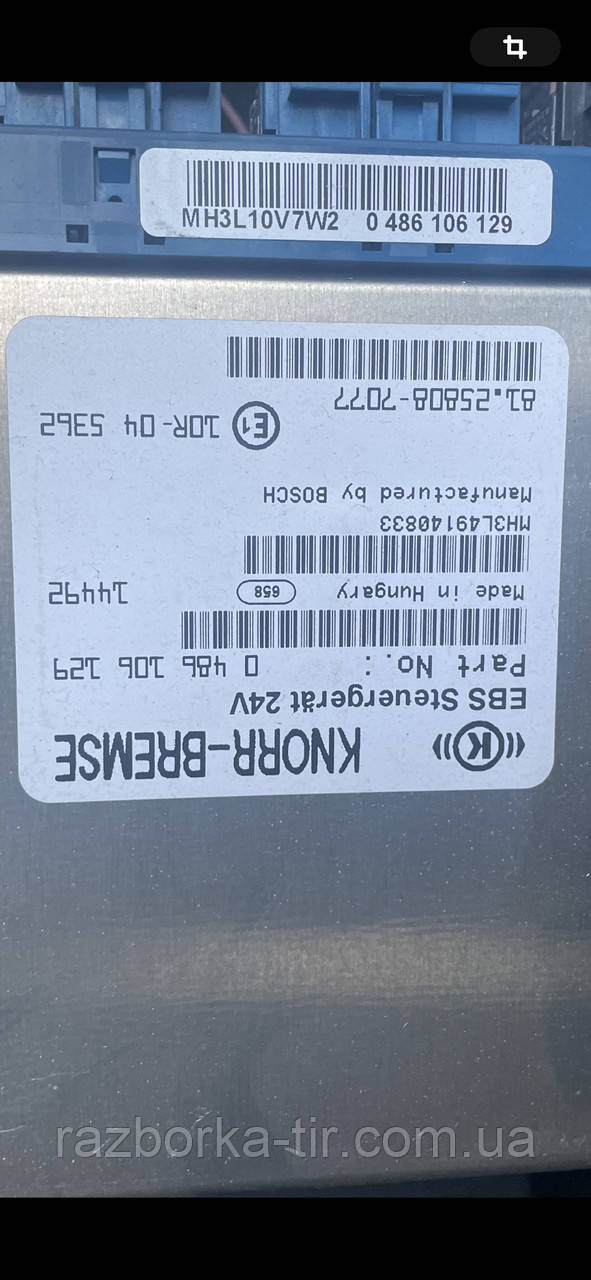 MH3L10V7W2 0 486 106 129
KNORR-BREMSE
EBS Steuergerät 24V
Part No.: 0 486 106 129
Made in Hungary 658 14492
MH3L49140833
Manufactured by BOSCH
E1 10R-04 5362
81.25808-7077
razborka-tir.com.ua